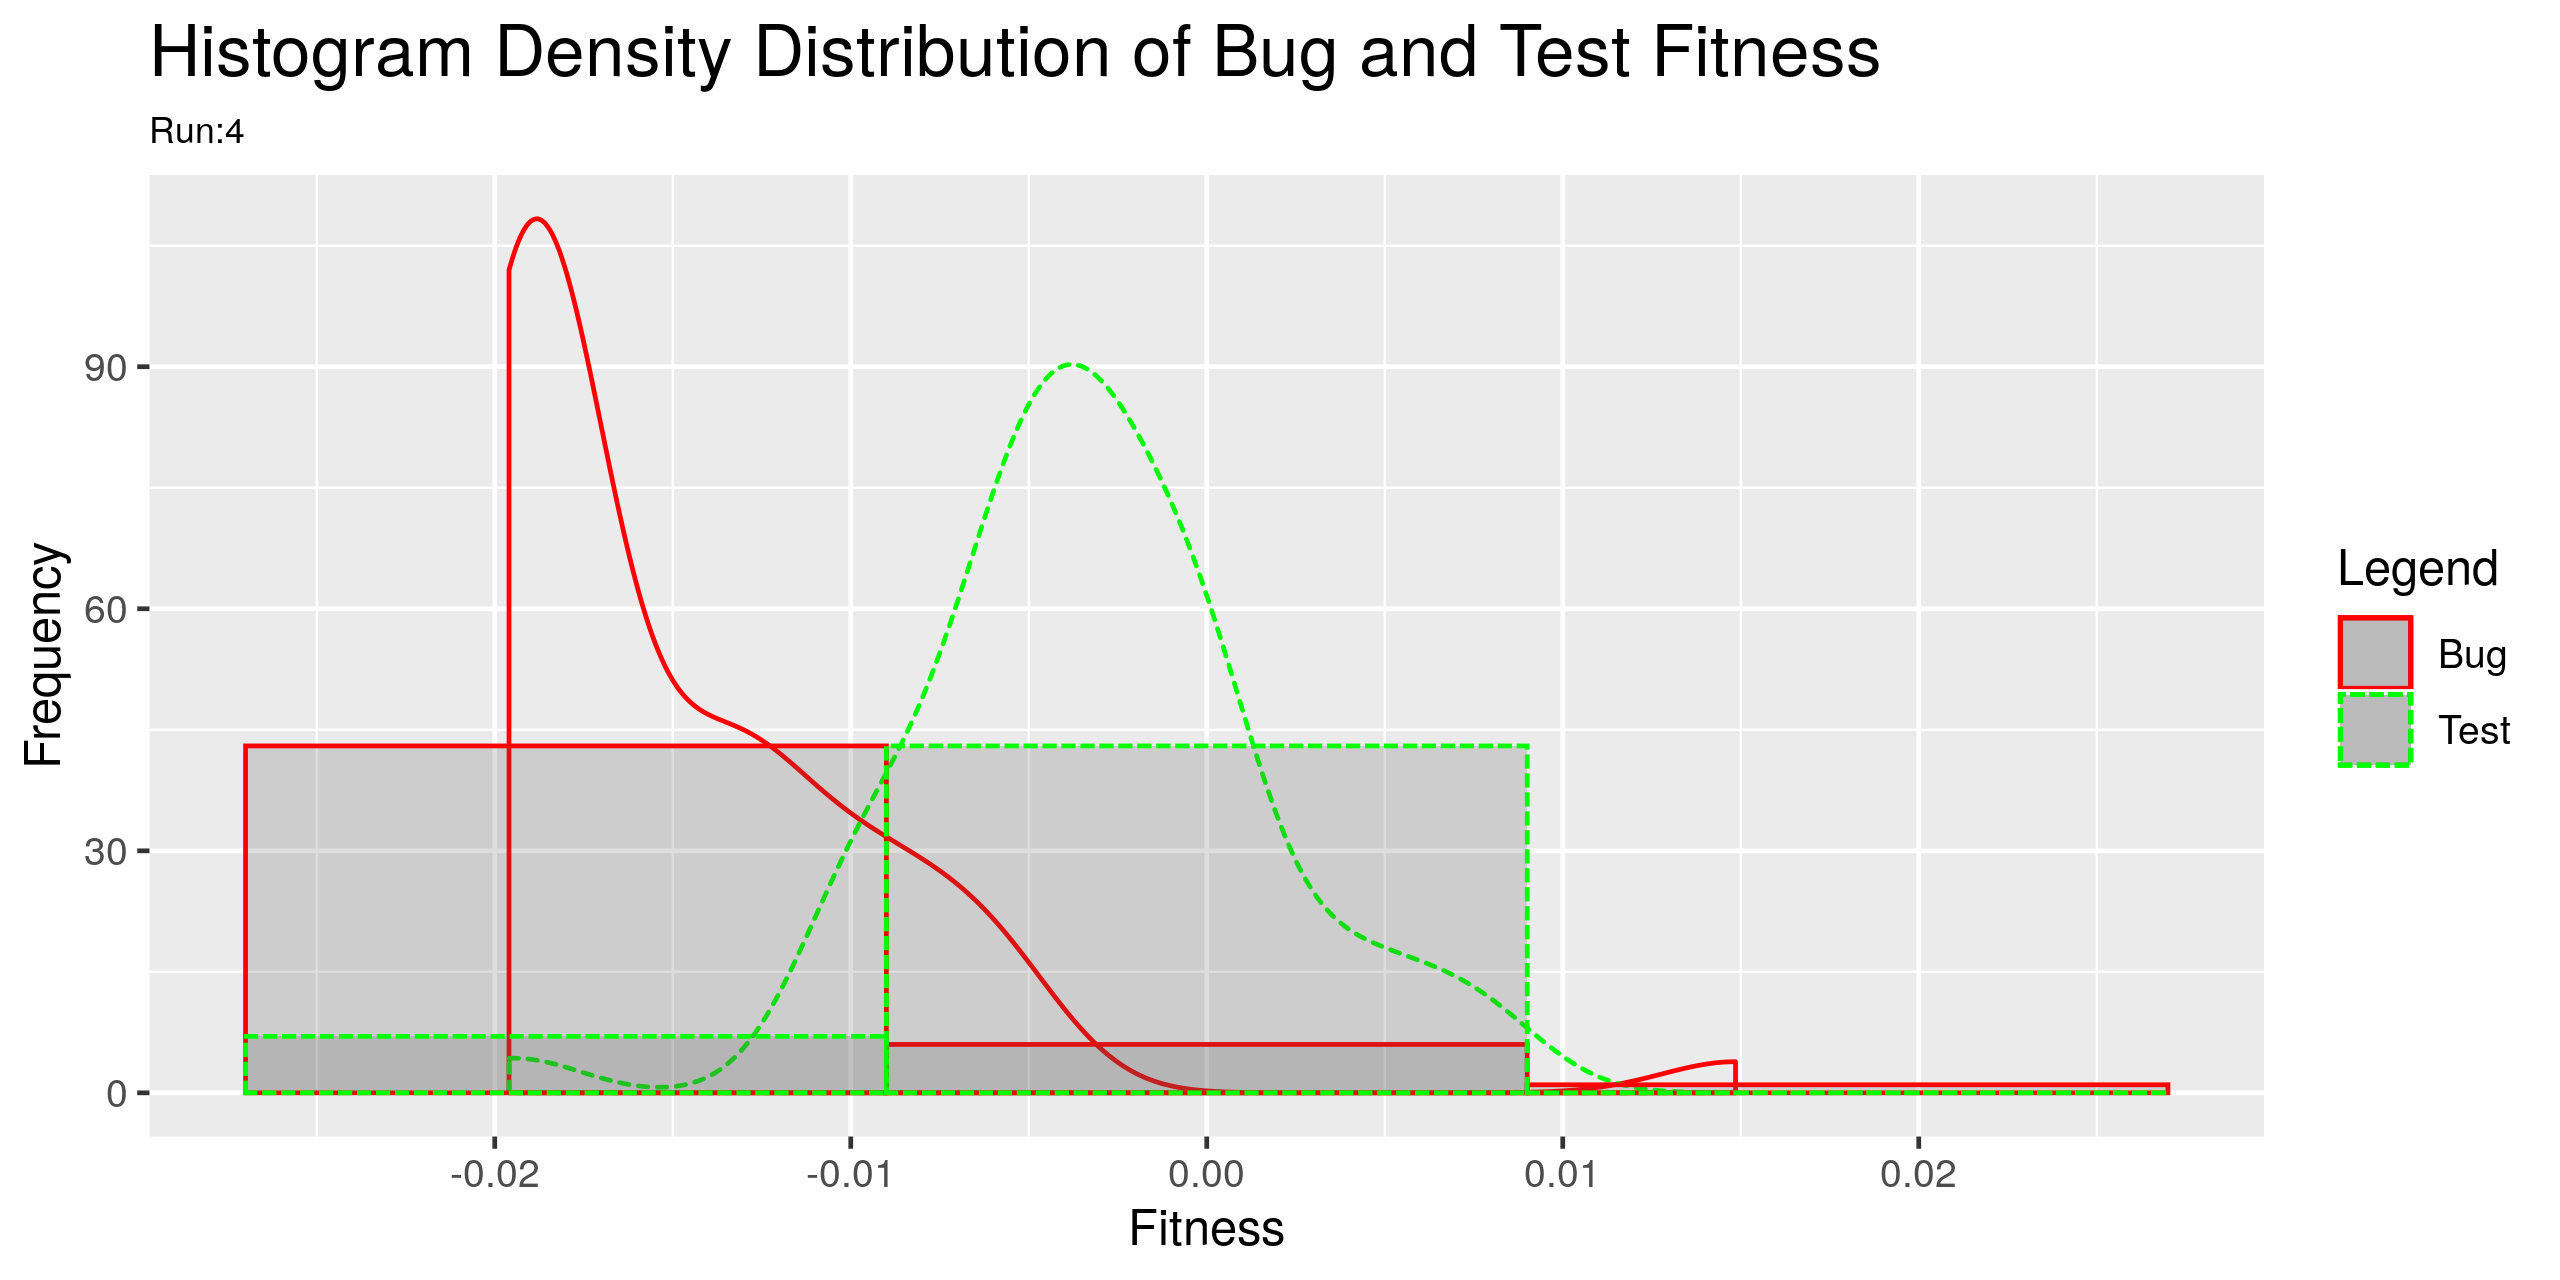 Histogram Density Distribution of Bug and Test Fitness
Run:4
Frequency
90
60
30
0
-0.02
-0.01
0.00
0.01
0.02
Fitness
Legend
Bug
Test